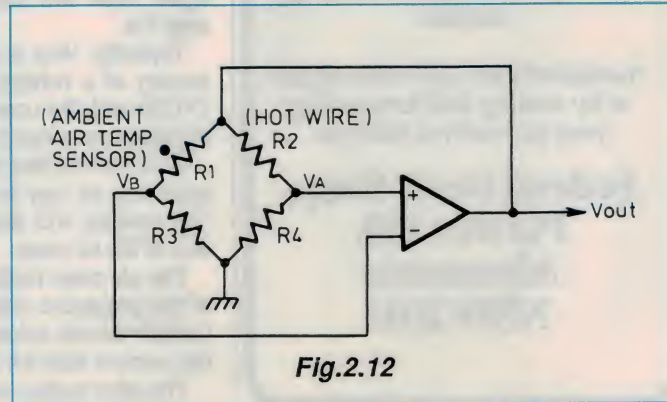 (AMBIENT
AIR TEMP
SENSOR)
(HOT WIRE)
R2
R1
VB
VA
+
−
Vout
R3
R4
Fig.2.12